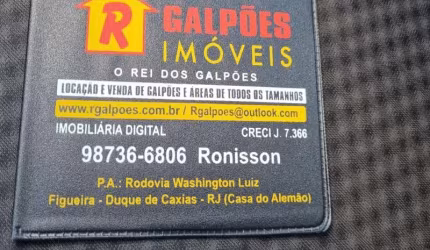 R GALPÕES
IMÓVEIS
O REI DOS GALPÕES
LOCAÇÃO E VENDA DE GALPÕES E ÁREAS DE TODOS OS TAMANHOS
www.rgalpoes.com.br / Rgalpoes@outlook.com
IMOBILIÁRIA DIGITAL CRECI J. 7.366
98736-6806 Ronisson
P.A.: Rodovia Washington Luiz
Figueira - Duque de Caxias - RJ (Casa do Alemão)